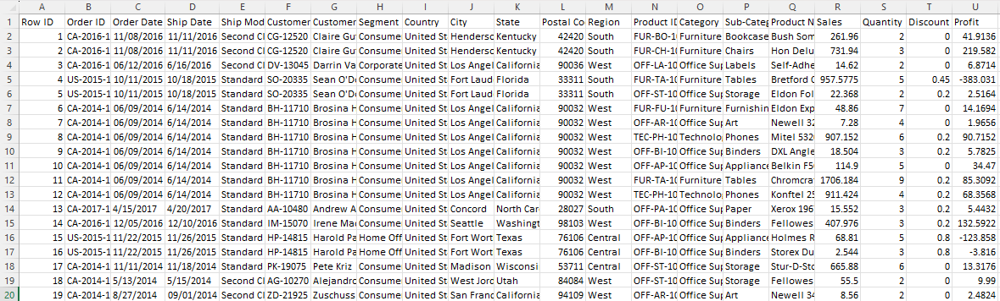 A B C D E F G H I J K L M N O P Q R S T U
1 Row ID Order ID Order Date Ship Date Ship Mod Customer Customer Segment Country City State Postal Co Region Product ID Category Sub-Categ Product N Sales Quantity Discount Profit
2 1 CA-2016-1 11/08/2016 11/11/2016 Second Cl CG-12520 Claire Gu Consume United St Henderso Kentucky 42420 South FUR-BO-10 Furniture Bookcase Bush Som 261.96 2 0 41.9136
3 2 CA-2016-1 11/08/2016 11/11/2016 Second Cl CG-12520 Claire Gu Consume United St Henderso Kentucky 42420 South FUR-CH-10 Furniture Chairs Hon Delu 731.94 3 0 219.582
4 3 CA-2016-1 06/12/2016 6/16/2016 Second Cl DV-13045 Darrin Va Corporate United St Los Angel California 90036 West OFF-LA-10 Office Sup Labels Self-Adhe 14.62 2 0 6.8714
5 4 US-2015-1 10/11/2015 10/18/2015 Standard SO-20335 Sean O'Do Consume United St Fort Laud Florida 33311 South FUR-TA-10 Furniture Tables Bretford C 957.5775 5 0.45 -383.031
6 5 US-2015-1 10/11/2015 10/18/2015 Standard SO-20335 Sean O'Do Consume United St Fort Laud Florida 33311 South OFF-ST-10 Office Sup Storage Eldon Fol 22.368 2 0.2 2.5164
7 6 CA-2014-1 06/09/2014 6/14/2014 Standard BH-11710 Brosina H Consume United St Los Angel California 90032 West FUR-FU-10 Furniture Furnishin Eldon Exp 48.86 7 0 14.1694
8 7 CA-2014-1 06/09/2014 6/14/2014 Standard BH-11710 Brosina H Consume United St Los Angel California 90032 West OFF-AR-10 Office Sup Art Newell 32 7.28 4 0 1.9656
9 8 CA-2014-1 06/09/2014 6/14/2014 Standard BH-11710 Brosina H Consume United St Los Angel California 90032 West TEC-PH-10 Technolo Phones Mitel 532 907.152 6 0.2 90.7152
10 9 CA-2014-1 06/09/2014 6/14/2014 Standard BH-11710 Brosina H Consume United St Los Angel California 90032 West OFF-BI-10 Office Sup Binders DXL Angle 18.504 3 0.2 5.7825
11 10 CA-2014-1 06/09/2014 6/14/2014 Standard BH-11710 Brosina H Consume United St Los Angel California 90032 West OFF-AP-10 Office Sup Appliance Belkin F5 114.9 5 0 34.47
12 11 CA-2014-1 06/09/2014 6/14/2014 Standard BH-11710 Brosina H Consume United St Los Angel California 90032 West FUR-TA-10 Furniture Tables Chromcra 1706.184 9 0.2 85.3092
13 12 CA-2014-1 06/09/2014 6/14/2014 Standard BH-11710 Brosina H Consume United St Los Angel California 90032 West TEC-PH-10 Technolo Phones Konftel 25 911.424 4 0.2 68.3568
14 13 CA-2017-1 4/15/2017 4/20/2017 Standard AA-10480 Andrew A Consume United St Concord North Car 28027 South OFF-PA-10 Office Sup Paper Xerox 196 15.552 3 0.2 5.4432
15 14 CA-2016-1 12/05/2016 12/10/2016 Standard IM-15070 Irene Mad Consume United St Seattle Washingt 98103 West OFF-BI-10 Office Sup Binders Fellowes 407.976 3 0.2 132.5922
16 15 US-2015-1 11/22/2015 11/26/2015 Standard HP-14815 Harold Pa Home Off United St Fort Wort Texas 76106 Central OFF-AP-10 Office Sup Appliance Holmes R 68.81 5 0.8 -123.858
17 16 US-2015-1 11/22/2015 11/26/2015 Standard HP-14815 Harold Pa Home Off United St Fort Wort Texas 76106 Central OFF-BI-10 Office Sup Binders Storex Du 2.544 3 0.8 -3.816
18 17 CA-2014-1 11/11/2014 11/18/2014 Standard PK-19075 Pete Kriz Consume United St Madison Wisconsi 53711 Central OFF-ST-10 Office Sup Storage Stur-D-Sto 665.88 6 0 13.3176
19 18 CA-2014-1 5/13/2014 5/15/2014 Second Cl AG-10270 Alejandro Consume United St West Jord Utah 84084 West OFF-ST-10 Office Sup Storage Fellowes 55.5 2 0 9.99
20 19 CA-2014-1 8/27/2014 09/01/2014 Second Cl ZD-21925 Zuschuss Consume United St San Franc California 94109 West OFF-AR-10 Office Sup Art Newell 34 8.56 2 0 2.4824